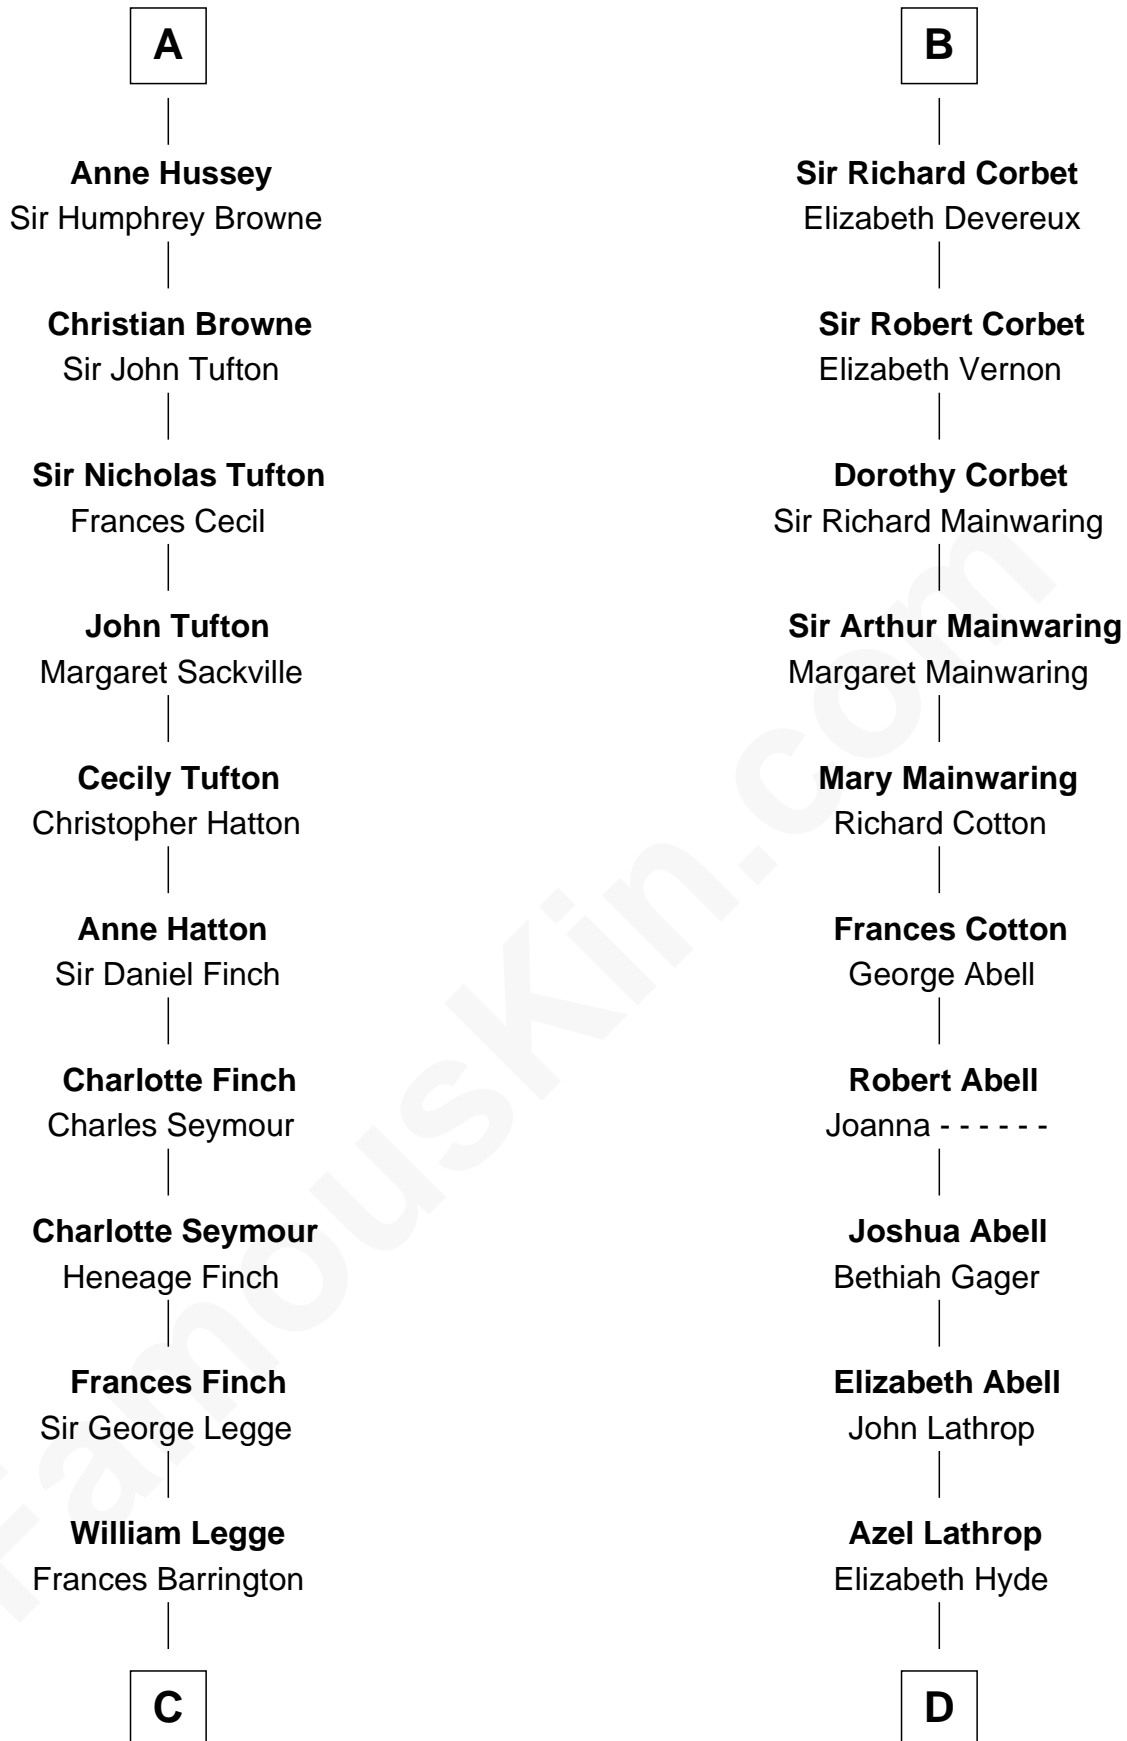 A
Anne Hussey
Sir Humphrey Browne
Christian Browne
Sir John Tufton
Sir Nicholas Tufton
Frances Cecil
John Tufton
Margaret Sackville
Cecily Tufton
Christopher Hatton
Anne Hatton
Sir Daniel Finch
Charlotte Finch
Charles Seymour
Charlotte Seymour
Heneage Finch
Frances Finch
Sir George Legge
William Legge
Frances Barrington
C
B
Sir Richard Corbet
Elizabeth Devereux
Sir Robert Corbet
Elizabeth Vernon
Dorothy Corbet
Sir Richard Mainwaring
Sir Arthur Mainwaring
Margaret Mainwaring
Mary Mainwaring
Richard Cotton
Frances Cotton
George Abell
Robert Abell
Joanna - - - - - -
Joshua Abell
Bethiah Gager
Elizabeth Abell
John Lathrop
Azel Lathrop
Elizabeth Hyde
D
FamousKin.com